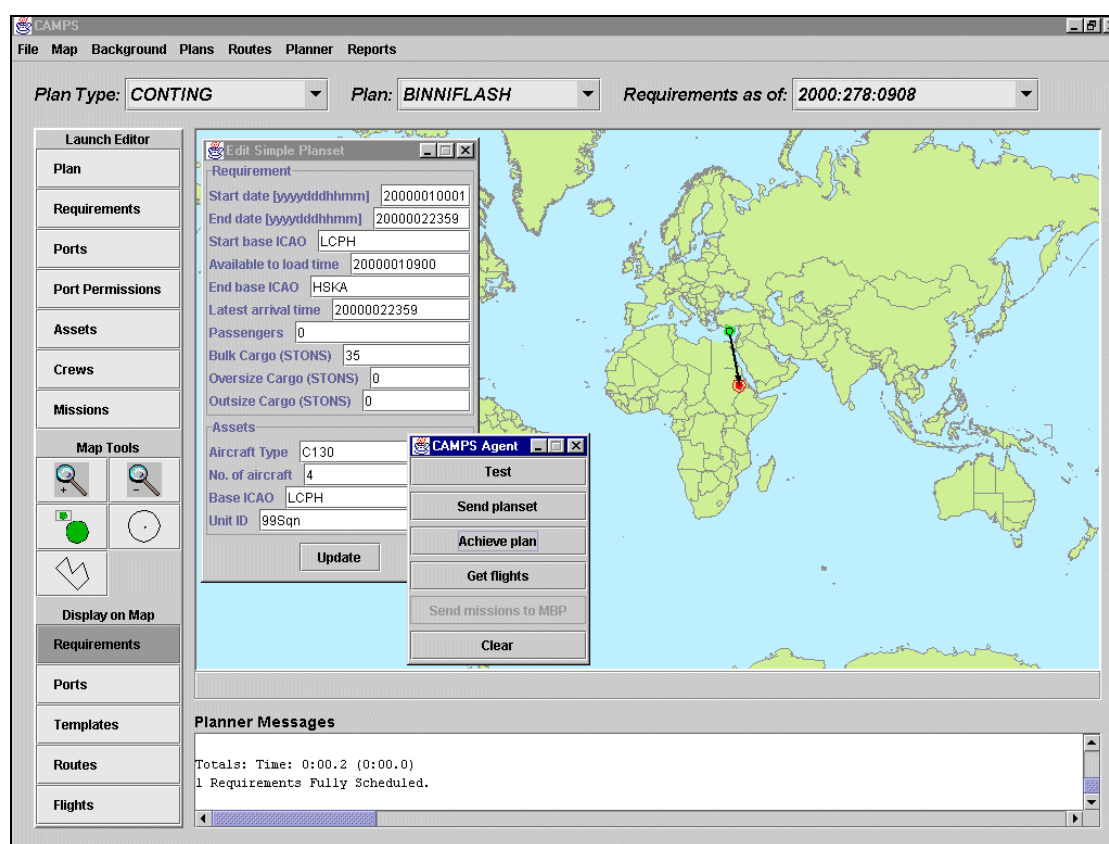 CAMPS
File Map Background Plans Routes Planner Reports
Plan Type: CONTING Plan: BINNIFLASH Requirements as of: 2000:278:0908
Launch Editor
Plan
Requirements
Ports
Port Permissions
Assets
Crews
Missions
Map Tools
+ -
Display on Map
Requirements
Ports
Templates
Routes
Flights
Edit Simple Planset
Requirement
Start date [yyyydddhhmm] 20000010001
End date [yyyydddhhmm] 20000022359
Start base ICAO LCPH
Available to load time 20000010900
End base ICAO HSKA
Latest arrival time 20000022359
Passengers 0
Bulk Cargo (STONS) 35
Oversize Cargo (STONS) 0
Outsize Cargo (STONS) 0
Assets
Aircraft Type C130
No. of aircraft 4
Base ICAO LCPH
Unit ID 99Sqn
Update
CAMPS Agent
Test
Send planset
Achieve plan
Get flights
Send missions to MBP
Clear
Planner Messages
Totals: Time: 0:00.2 (0:00.0)
1 Requirements Fully Scheduled.